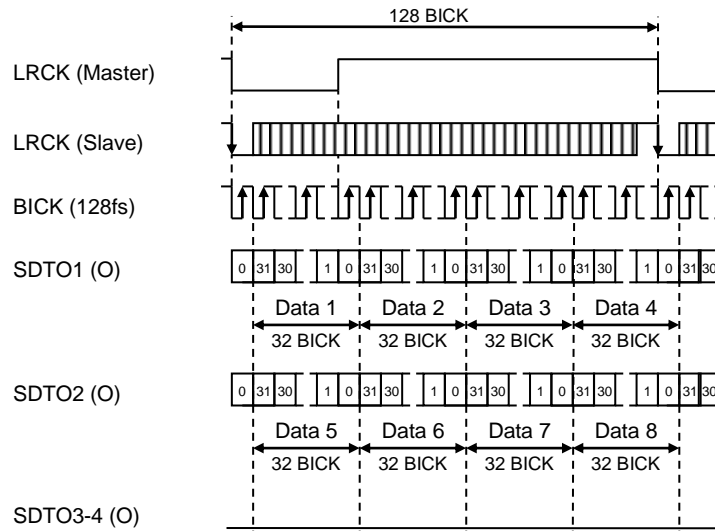 128 BICK
LRCK (Master)
LRCK (Slave)
BICK (128fs)
SDTO1 (O)
0 31 30 1 0 31 30 1 0 31 30 1 0 31 30 1 0 31 30
Data 1 Data 2 Data 3 Data 4
32 BICK 32 BICK 32 BICK 32 BICK
SDTO2 (O)
0 31 30 1 0 31 30 1 0 31 30 1 0 31 30 1 0 31 30
Data 5 Data 6 Data 7 Data 8
32 BICK 32 BICK 32 BICK 32 BICK
SDTO3-4 (O)